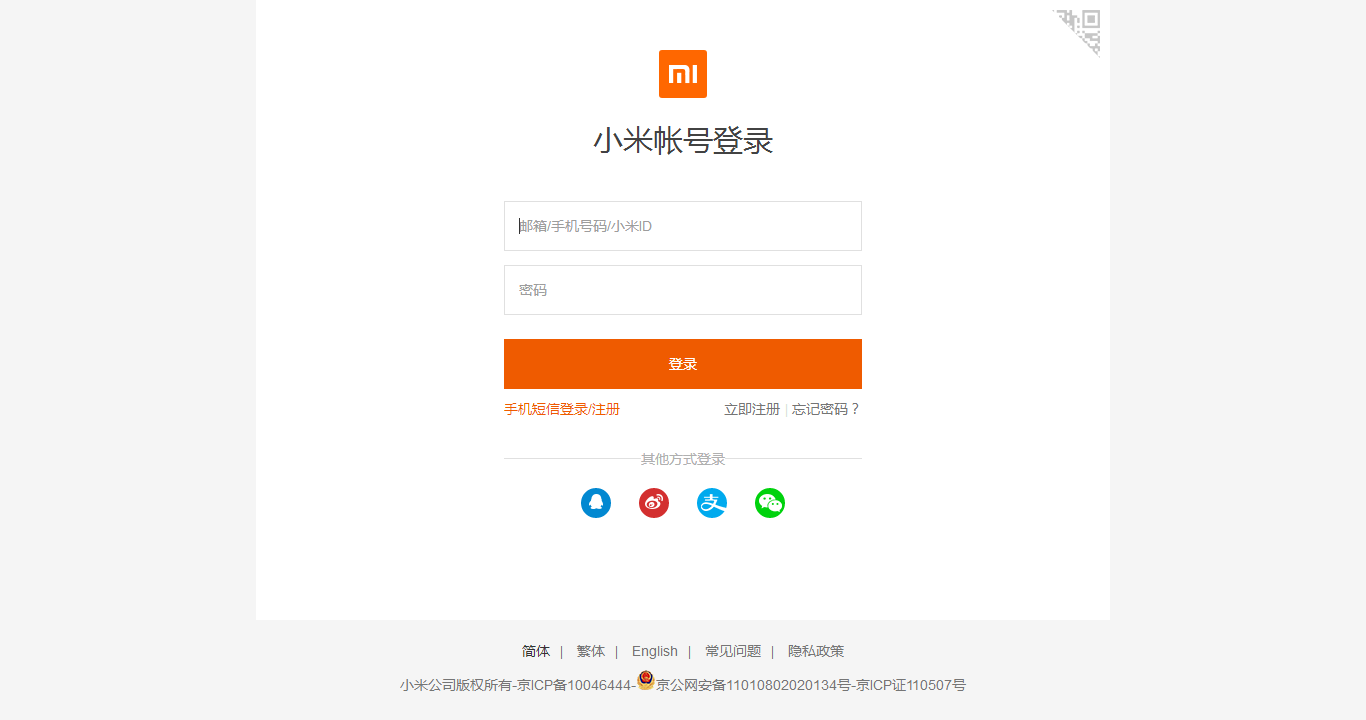 小米帐号登录
邮箱/手机号码/小米ID
密码
登录
手机短信登录/注册 立即注册 | 忘记密码？
其他方式登录
简体 | 繁体 | English | 常见问题 | 隐私政策
小米公司版权所有-京ICP备10046444-京公网安备11010802020134号-京ICP证110507号